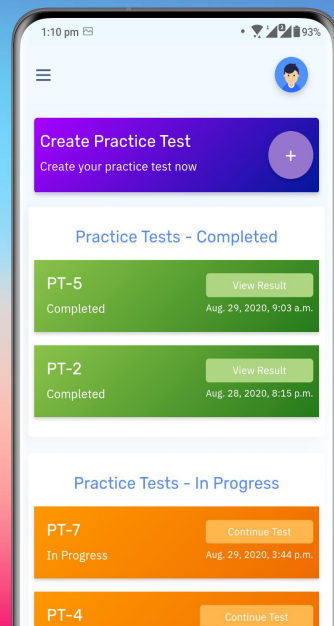 1:10 pm
93%
Create Practice Test
Create your practice test now
+
Practice Tests - Completed
PT-5
View Result
Completed
Aug. 29, 2020, 9:03 a.m.
PT-2
View Result
Completed
Aug. 28, 2020, 8:15 p.m.
Practice Tests - In Progress
PT-7
Continue Test
In Progress
Aug. 29, 2020, 3:44 p.m.
PT-4
Continue Test